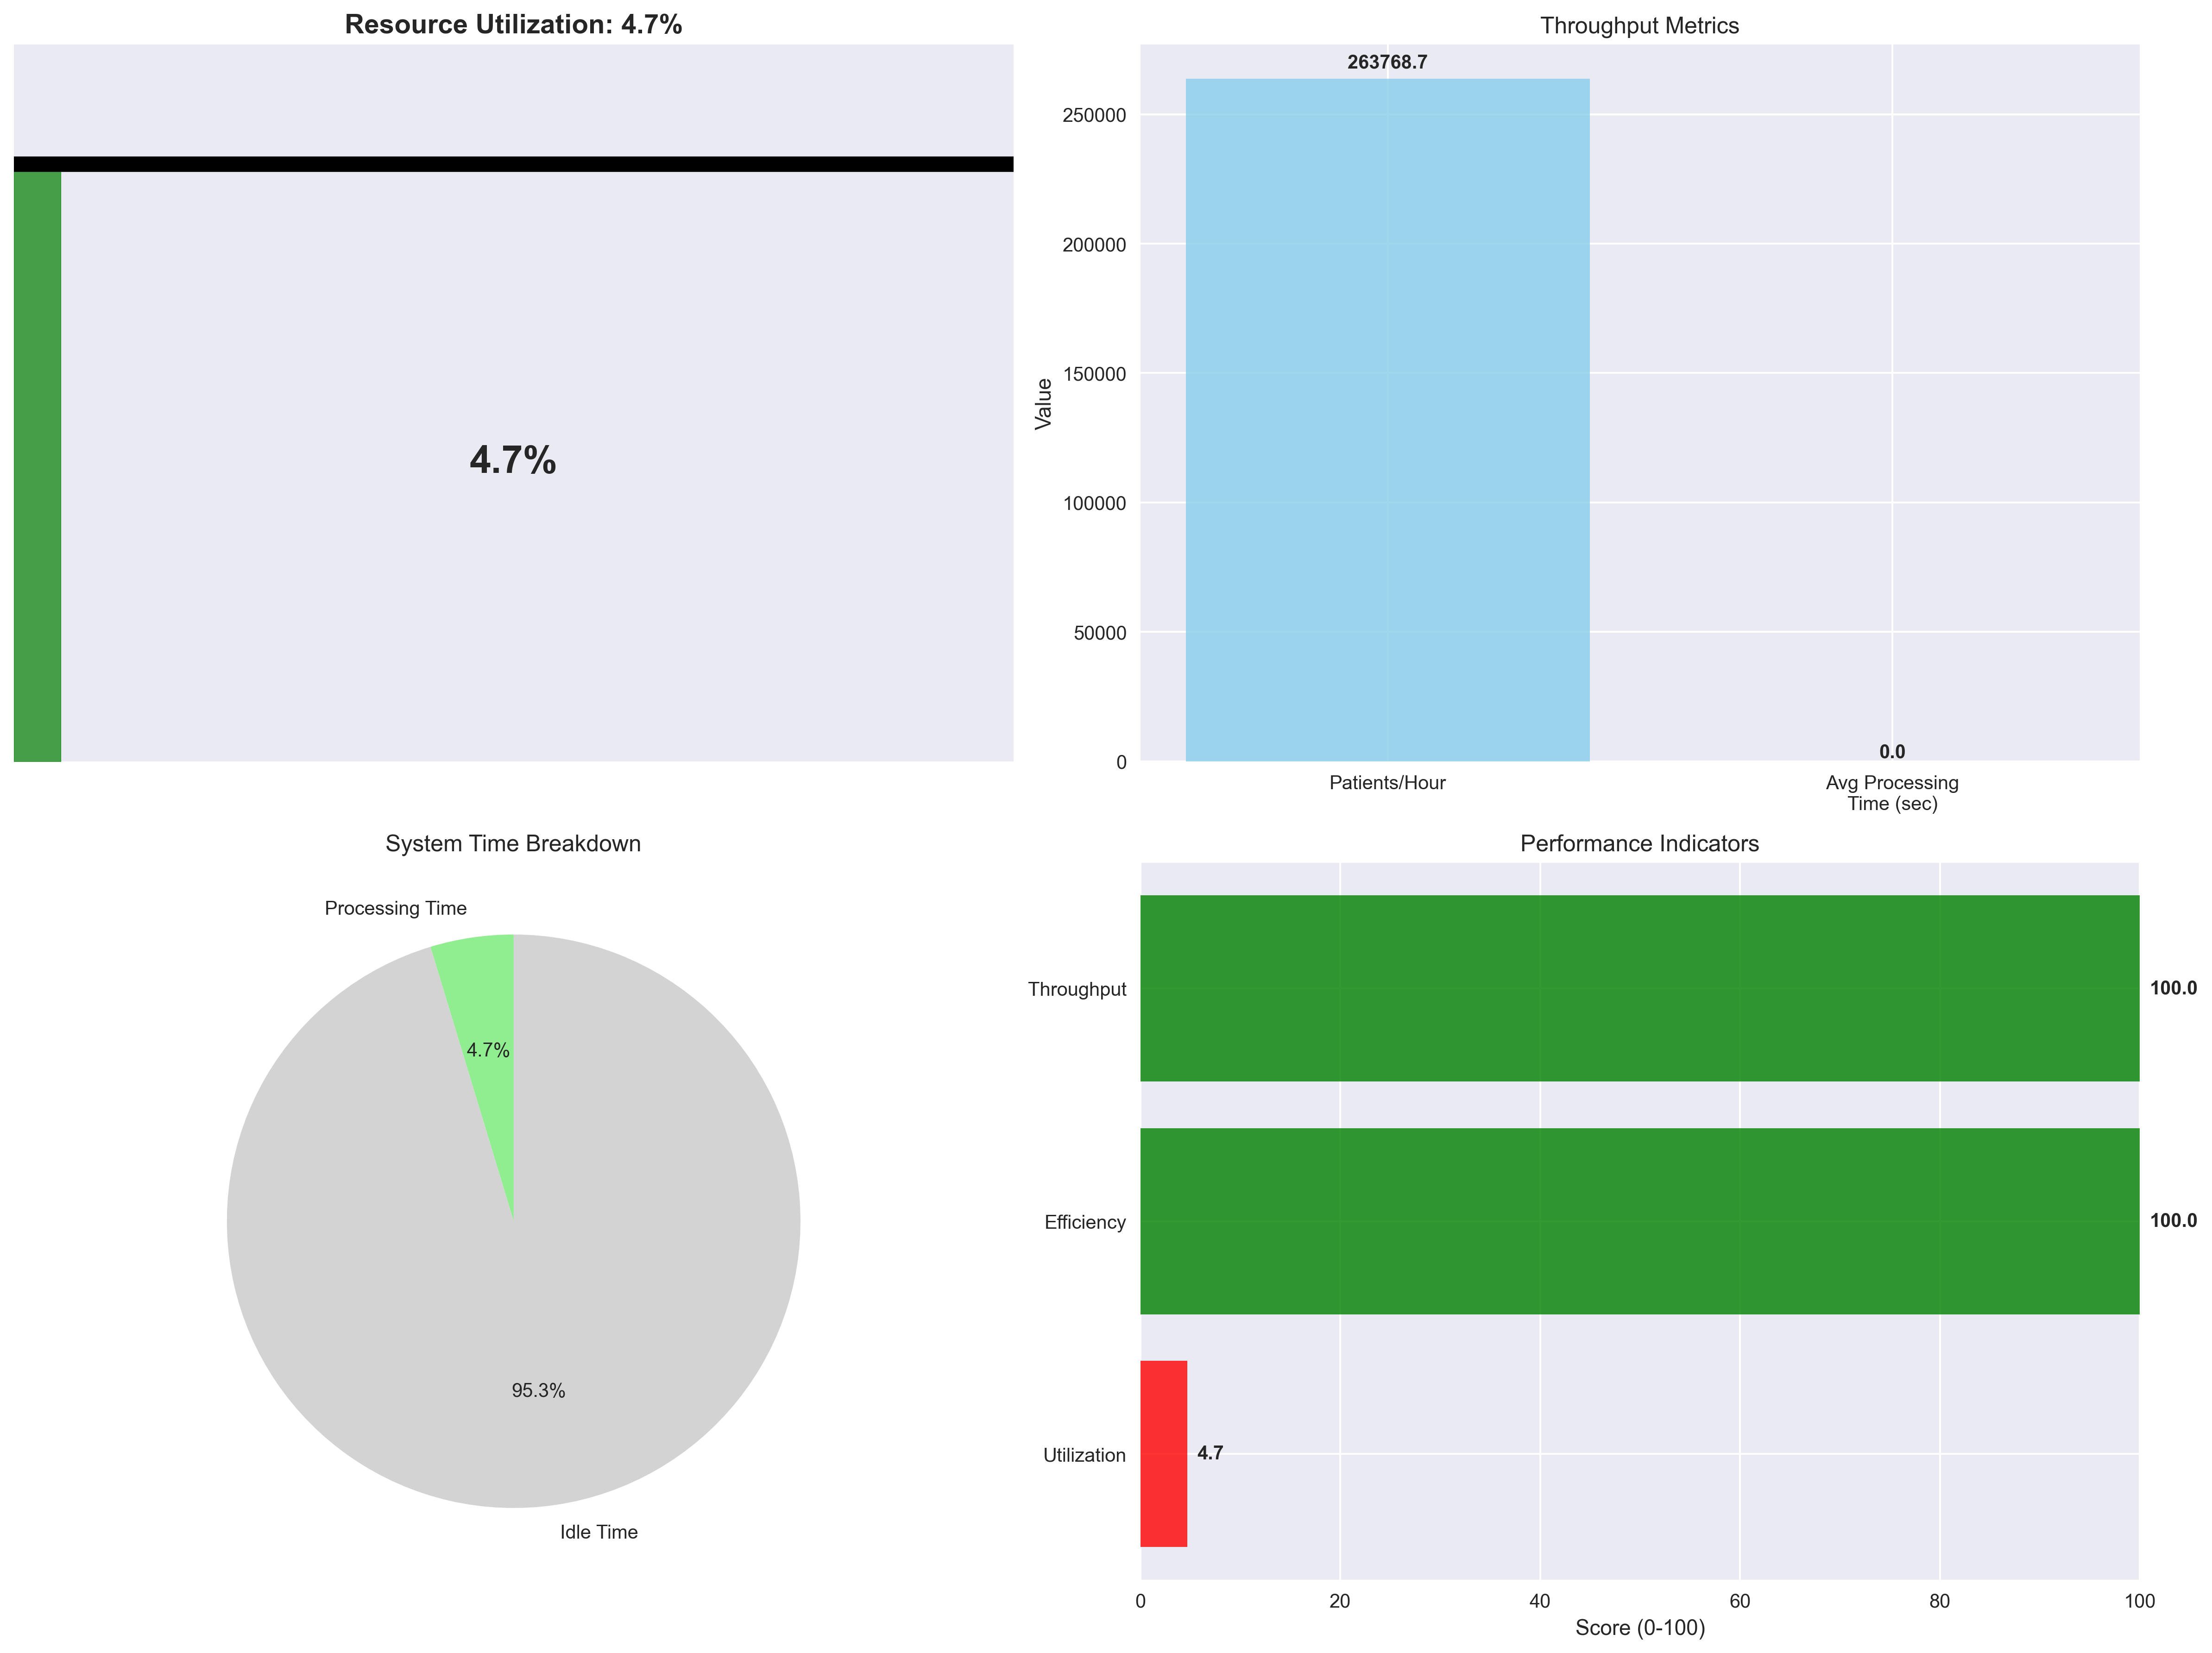 Resource Utilization: 4.7%
4.7%
Throughput Metrics
263768.7
250000
200000
150000
100000
50000
0
Value
0.0
Patients/Hour
Avg Processing
Time (sec)
System Time Breakdown
Processing Time
4.7%
95.3%
Idle Time
Performance Indicators
Throughput
100.0
Efficiency
100.0
Utilization
4.7
0 20 40 60 80 100
Score (0-100)